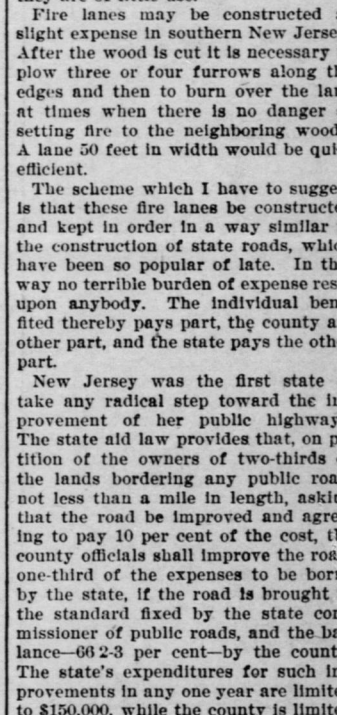 Fire lanes may be constructed
slight expense in southern New Jerse
After the wood is cut it is necessary
plow three or four furrows along th
edges and then to burn over the la
at times when there is no danger
setting fire to the neighboring wood
A lane 50 feet in width would be qui
efficient.
The scheme which I have to sugge
is that these fire lanes be constructe
and kept in order in a way similar
the construction of state roads, whic
have been so popular of late. In th
way no terrible burden of expense res
upon anybody. The individual ben
fited thereby pays part, the county a
other part, and the state pays the oth
part.
New Jersey was the first state
take any radical step toward the i
provement of her public highway
The state aid law provides that, on p
tition of the owners of two-thirds
the lands bordering any public roa
not less than a mile in length, askin
that the road be improved and agre
ing to pay 10 per cent of the cost, t
county officials shall improve the roa
one-third of the expenses to be bor
by the state, if the road is brought
the standard fixed by the state com
missioner of public roads, and the ba
lance—66 2-3 per cent—by the count
The state's expenditures for such i
provements in any one year are limite
to $150,000, while the county is limite